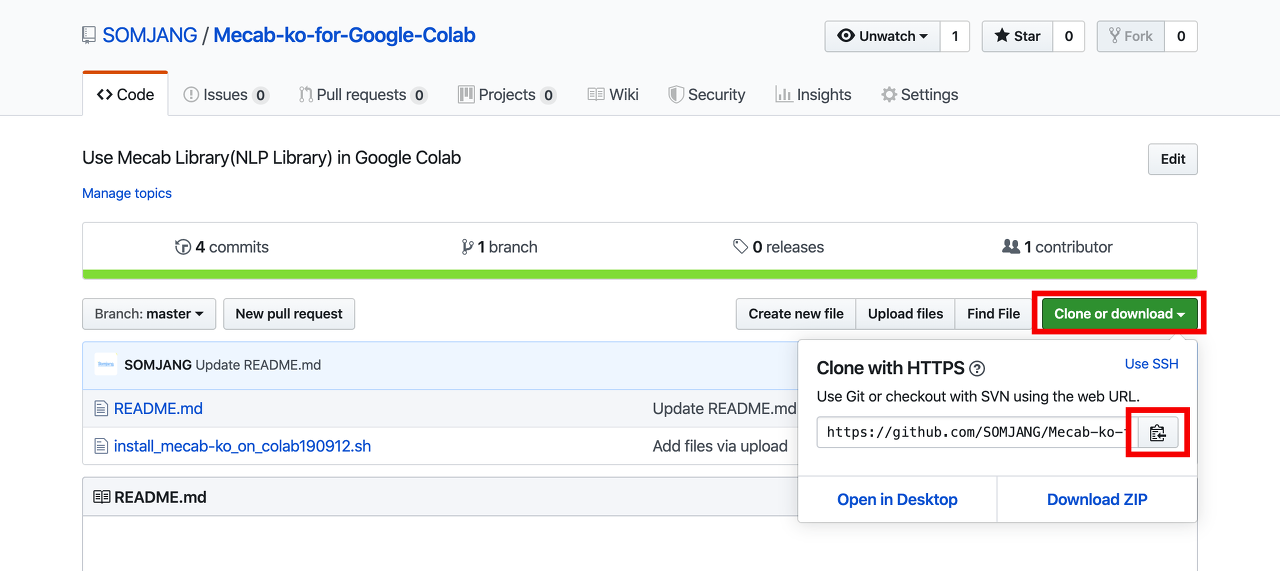 SOMJANG / Mecab-ko-for-Google-Colab
Unwatch 1 Star 0 Fork 0
Code Issues 0 Pull requests 0 Projects 0 Wiki Security Insights Settings
Use Mecab Library(NLP Library) in Google Colab
Edit
Manage topics
4 commits 1 branch 0 releases 1 contributor
Branch: master New pull request Create new file Upload files Find File Clone or download
SOMJANG Update README.md
README.md Update README.md
install_mecab-ko_on_colab190912.sh Add files via upload
README.md
Clone with HTTPS ?
Use SSH
Use Git or checkout with SVN using the web URL.
https://github.com/SOMJANG/Mecab-ko-
Open in Desktop Download ZIP